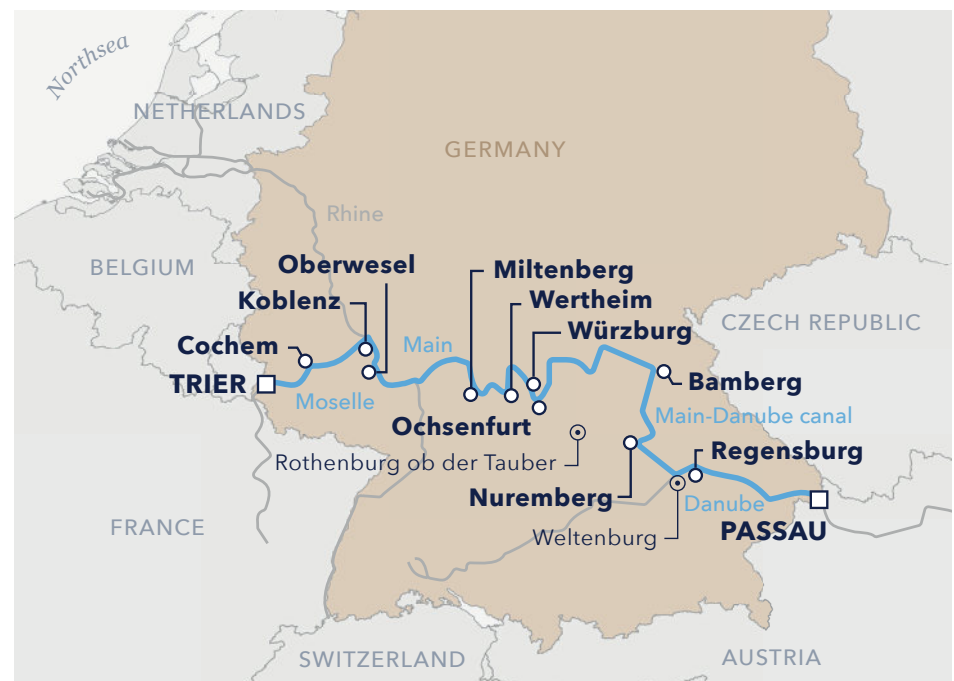 Northsea
NETHERLANDS
GERMANY
Rhine
BELGIUM
Oberwesel
Miltenberg
Koblenz
Wertheim
Würzburg
CZECH REPUBLIC
Cochem
Main
TRIER
Bamberg
Moselle
Main-Danube canal
Ochsenfurt
Regensburg
Rothenburg ob der Tauber
Nuremberg
Danube
FRANCE
Weltenburg
PASSAU
SWITZERLAND
AUSTRIA